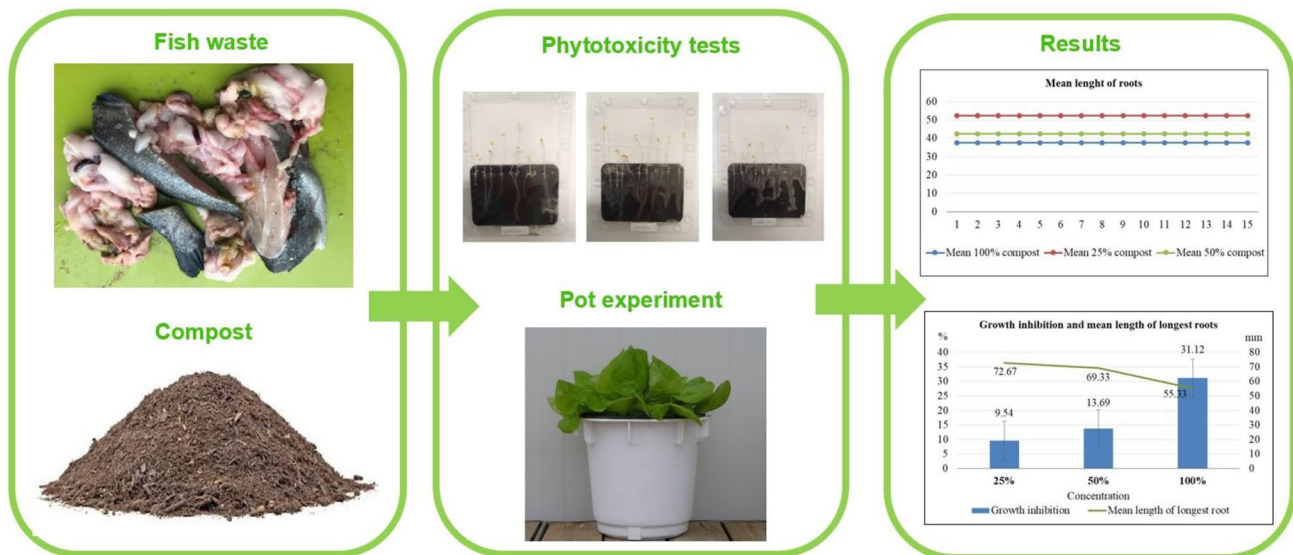 Fish waste
Compost
Phytotoxicity tests
Pot experiment
Results
Mean lenght of roots
60
50
40
30
20
10
0
1 2 3 4 5 6 7 8 9 10 11 12 13 14 15
Mean 100% compost Mean 25% compost Mean 50% compost
Growth inhibition and mean length of longest roots
% mm
40 80
35 70
30 60
25 50
20 40
15 30
10 20
5 10
0 0
72.67 69.33 55.33
9.54 13.69 31.12
25% 50% 100%
Concentration
Growth inhibition Mean length of longest root